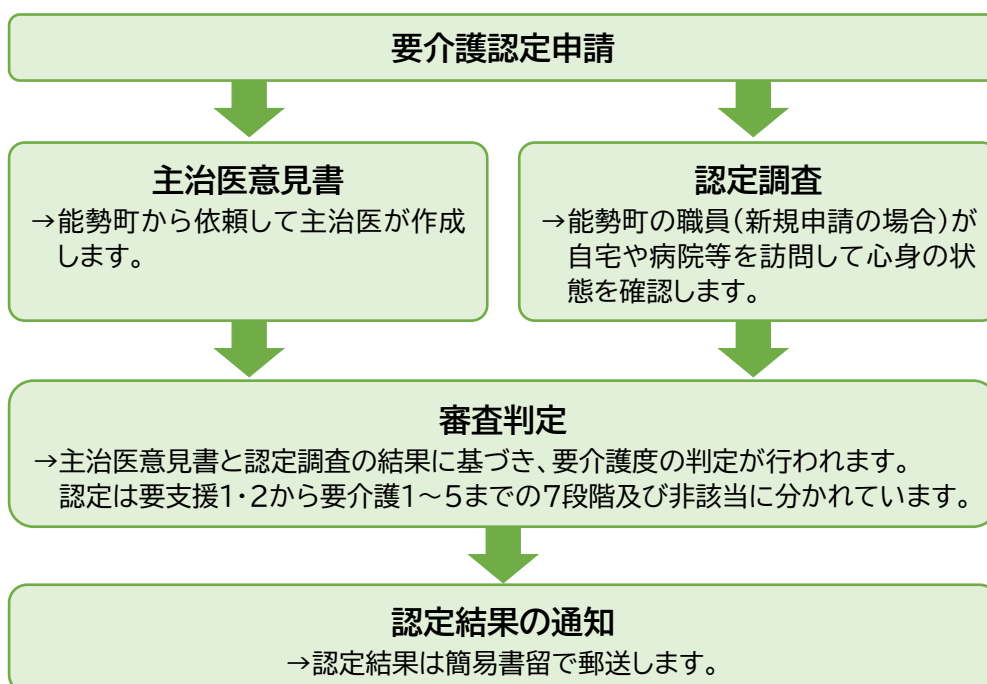 要介護認定申請
主治医意見書
→能勢町から依頼して主治医が作成
します。
認定調査
→能勢町の職員(新規申請の場合)が
自宅や病院等を訪問して心身の状
態を確認します。
審査判定
→主治医意見書と認定調査の結果に基づき、要介護度の判定が行われます。
認定は要支援1・2から要介護1～5までの7段階及び非該当に分かれています。
認定結果の通知
→認定結果は簡易書留で郵送します。